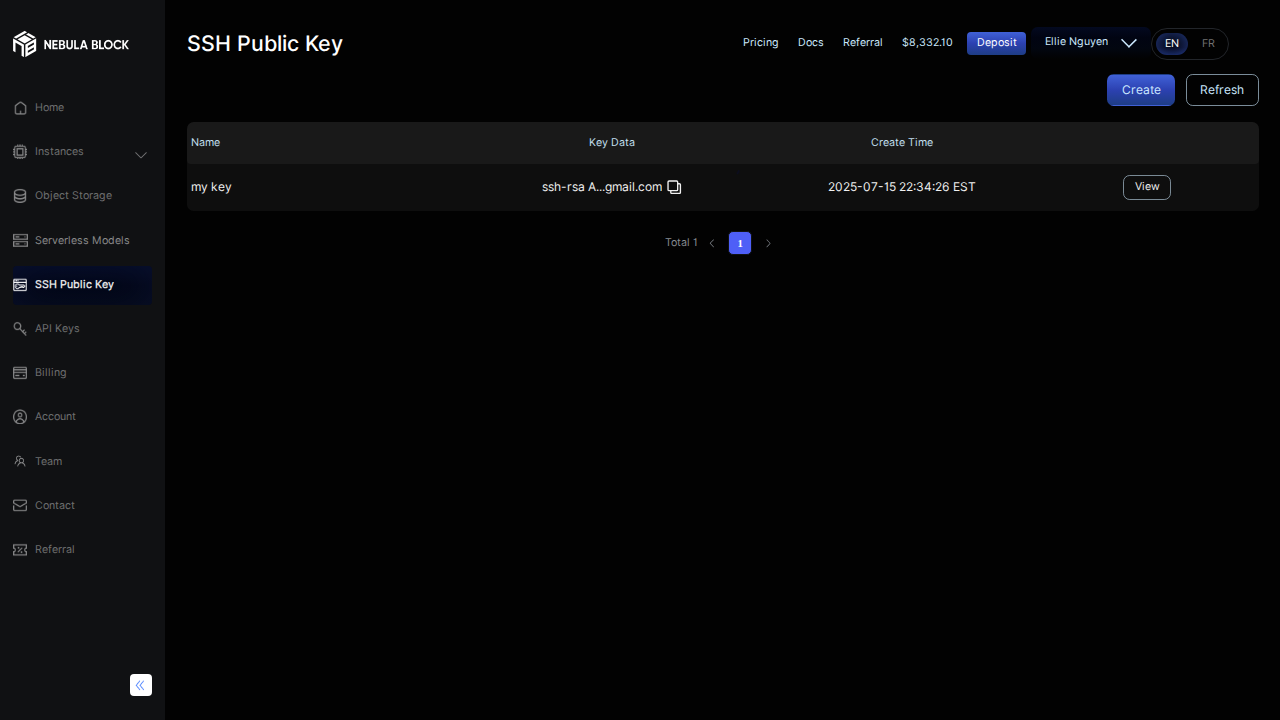 NEBULA BLOCK
Home
Instances
Object Storage
Serverless Models
SSH Public Key
API Keys
Billing
Account
Team
Contact
Referral
SSH Public Key
Pricing Docs Referral $8,332.10 Deposit Ellie Nguyen EN FR
Create Refresh
Name Key Data Create Time
my key ssh-rsa A...gmail.com 2025-07-15 22:34:26 EST View
Total 1 1